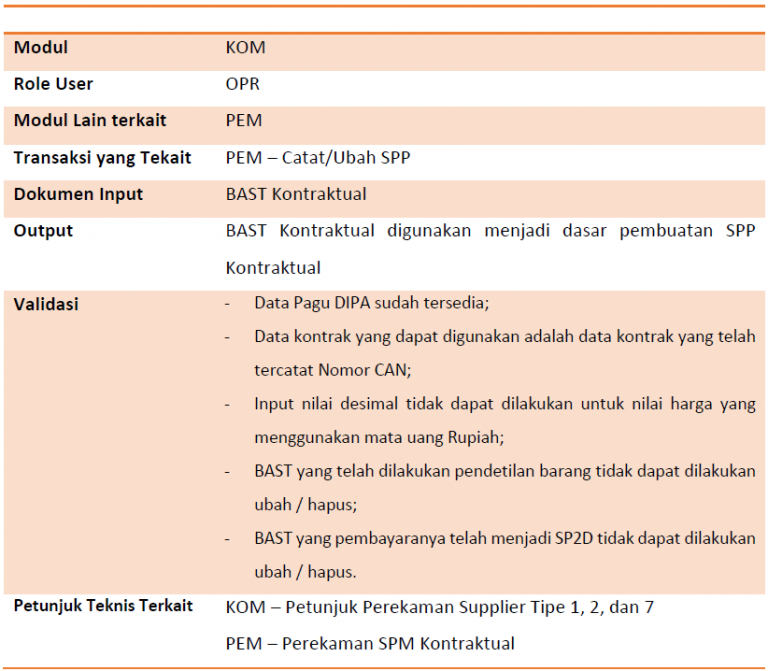 Modul KOM
Role User OPR
Modul Lain terkait PEM
Transaksi yang Tekait PEM – Catat/Ubah SPP
Dokumen Input BAST Kontraktual
Output BAST Kontraktual digunakan menjadi dasar pembuatan SPP
Kontraktual
Validasi - Data Pagu DIPA sudah tersedia;
- Data kontrak yang dapat digunakan adalah data kontrak yang telah
tercatat Nomor CAN;
- Input nilai desimal tidak dapat dilakukan untuk nilai harga yang
menggunakan mata uang Rupiah;
- BAST yang telah dilakukan pendetilan barang tidak dapat dilakukan
ubah / hapus;
- BAST yang pembayaranya telah menjadi SP2D tidak dapat dilakukan
ubah / hapus.
Petunjuk Teknis Terkait KOM – Petunjuk Perekaman Supplier Tipe 1, 2, dan 7
PEM – Perekaman SPM Kontraktual